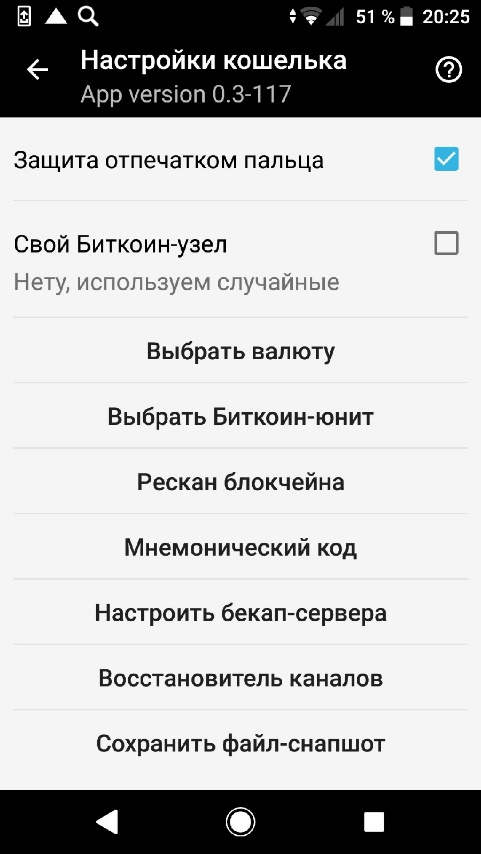 51 % 20:25
Настройки кошелька
App version 0.3-117
Защита отпечатком пальца
Свой Биткоин-узел
Нету, используем случайные
Выбрать валюту
Выбрать Биткоин-юнит
Рескан блокчейна
Мнемонический код
Настроить бекап-сервера
Восстановитель каналов
Сохранить файл-снапшот